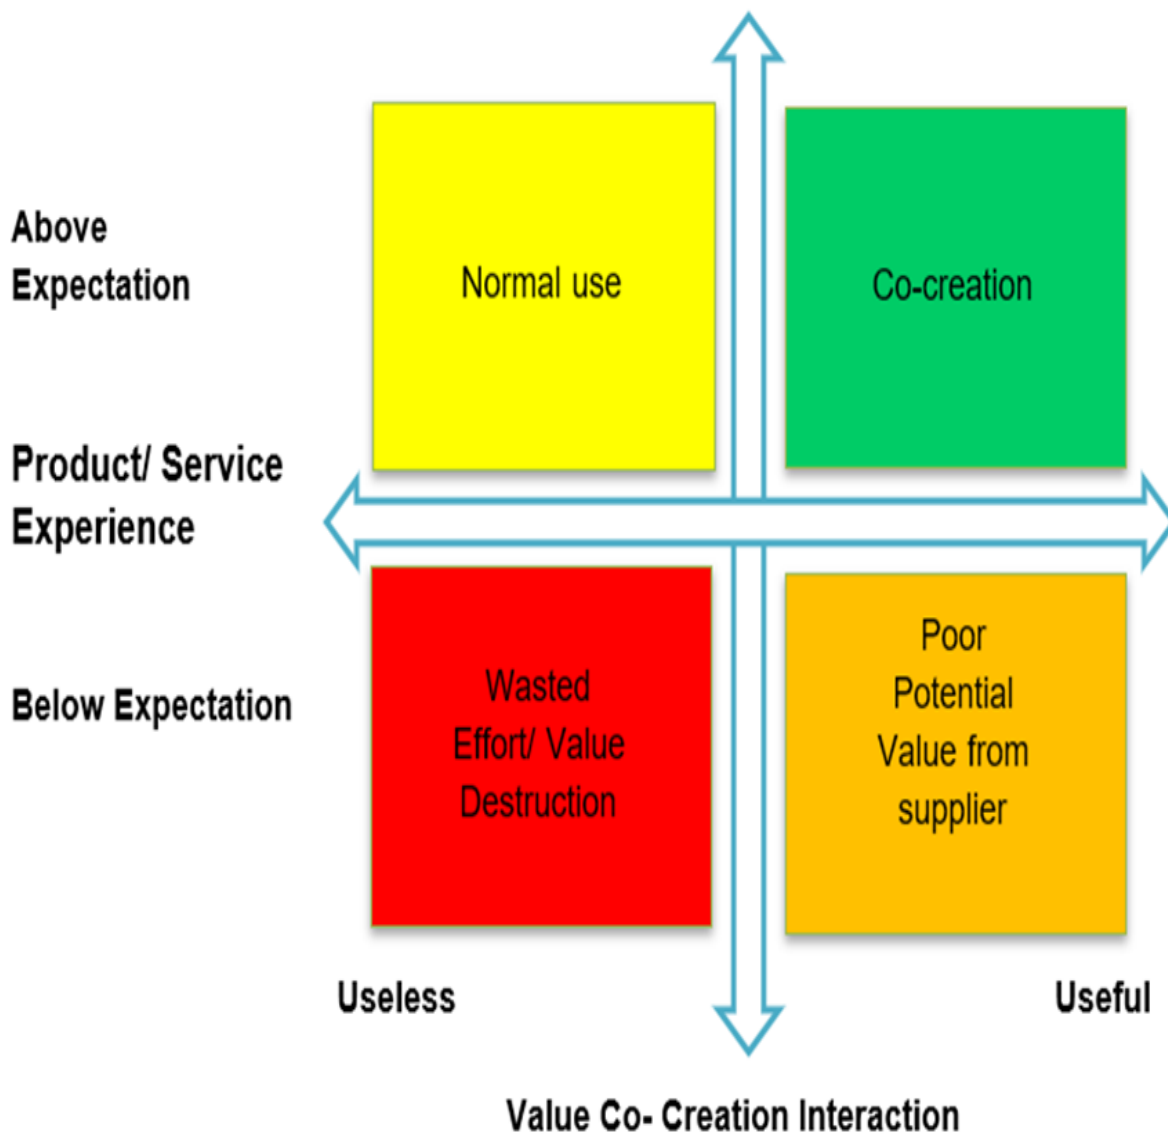 Above
Expectation
Normal use
Co-creation
Product/ Service
Experience
Below Expectation
Wasted
Effort/ Value
Destruction
Poor
Potential
Value from
supplier
Useless
Useful
Value Co- Creation Interaction